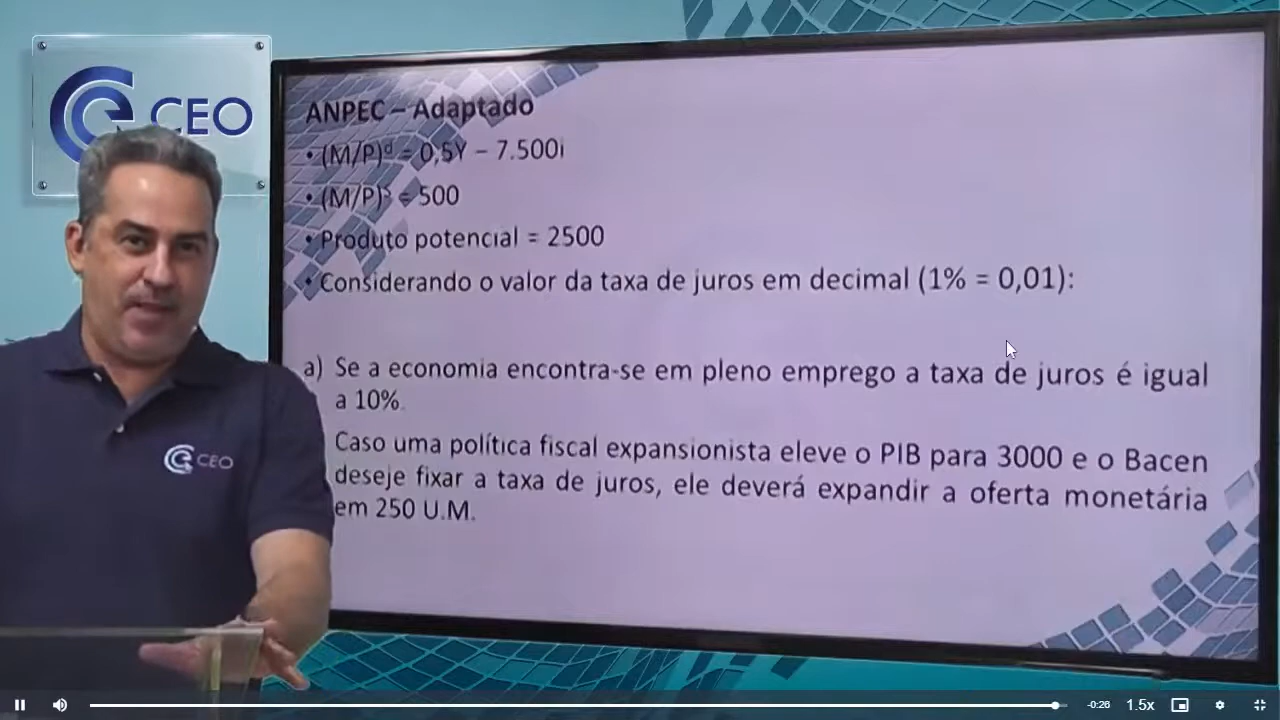 CEO
ANPEC – Adaptado
• (M/P)ᵈ = 0,5Y – 7.500i
• (M/P)ˢ = 500
• Produto potencial = 2500
• Considerando o valor da taxa de juros em decimal (1% = 0,01):
a) Se a economia encontra-se em pleno emprego a taxa de juros é igual
a 10%.
Caso uma política fiscal expansionista eleve o PIB para 3000 e o Bacen
deseje fixar a taxa de juros, ele deverá expandir a oferta monetária
em 250 U.M.
CEO
-0:26
1.5x